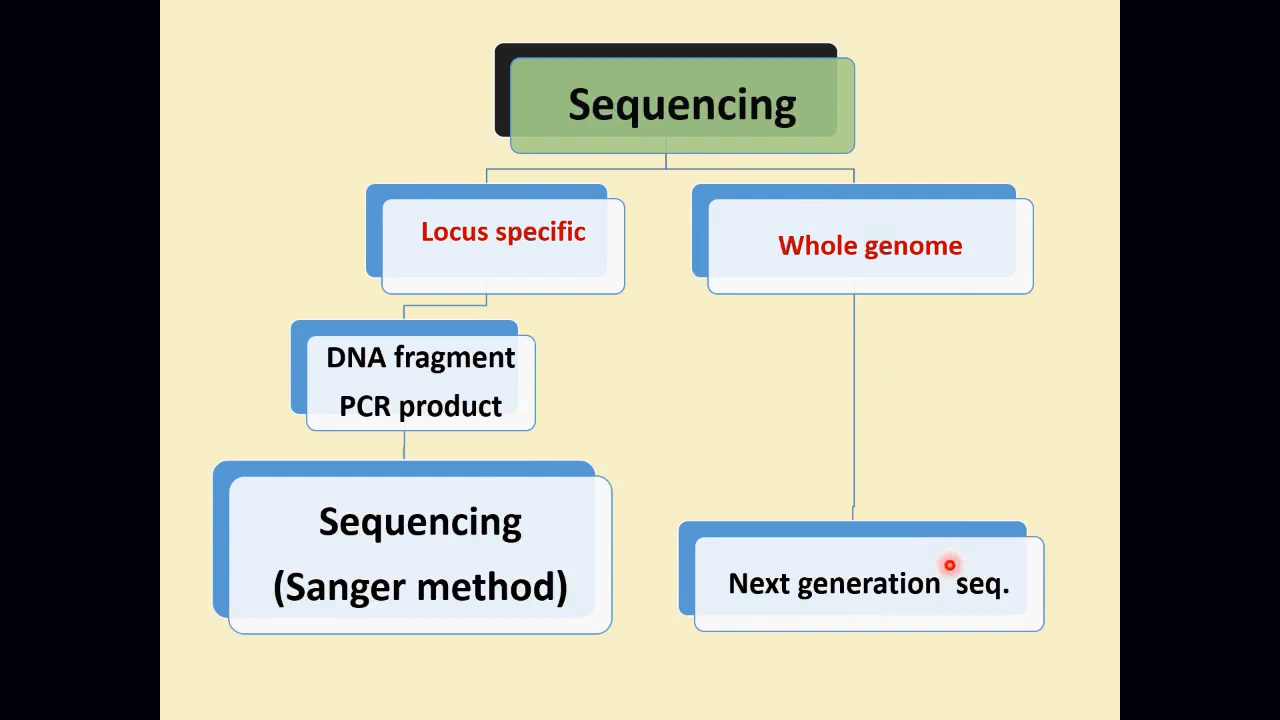 Sequencing
Locus specific
Whole genome
DNA fragment
PCR product
Sequencing
(Sanger method)
Next generation seq.